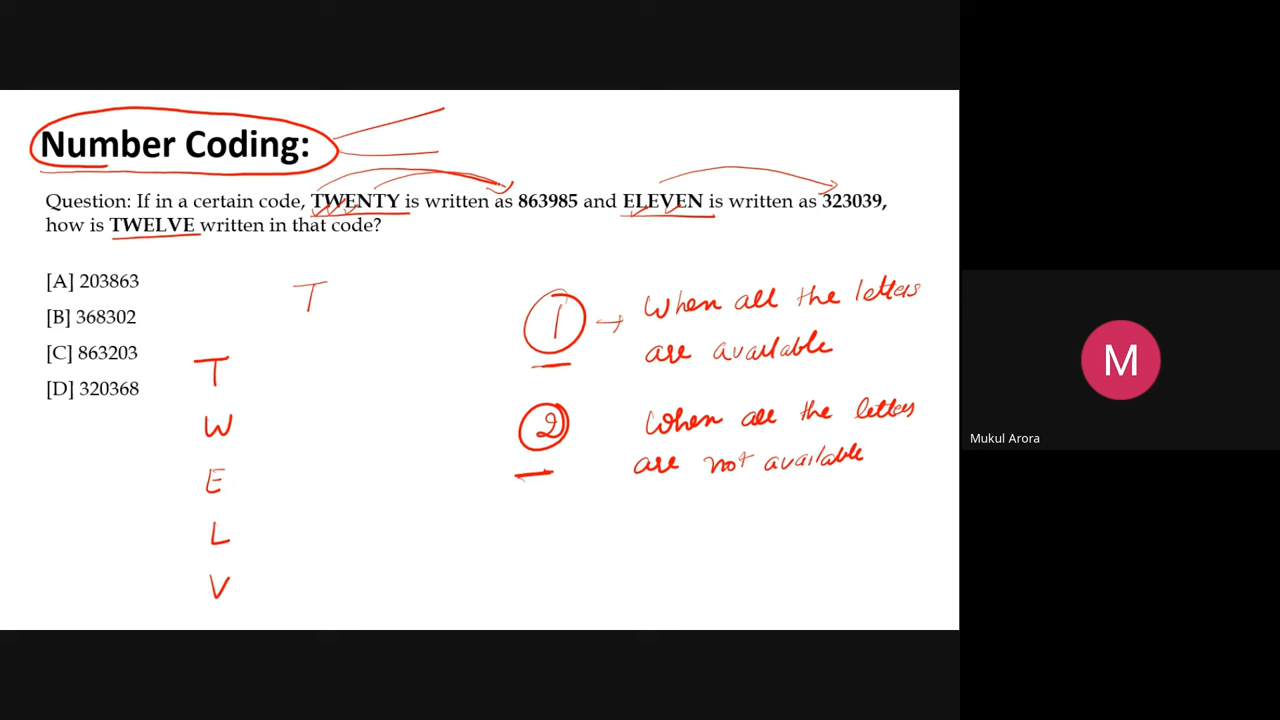 Number Coding:
Question: If in a certain code, TWENTY is written as 863985 and ELEVEN is written as 323039,
how is TWELVE written in that code?
[A] 203863
[B] 368302
[C] 863203
[D] 320368
T
T
W
E
L
V
1 → When all the letters
are available
2 When all the letters
are not available
M
Mukul Arora